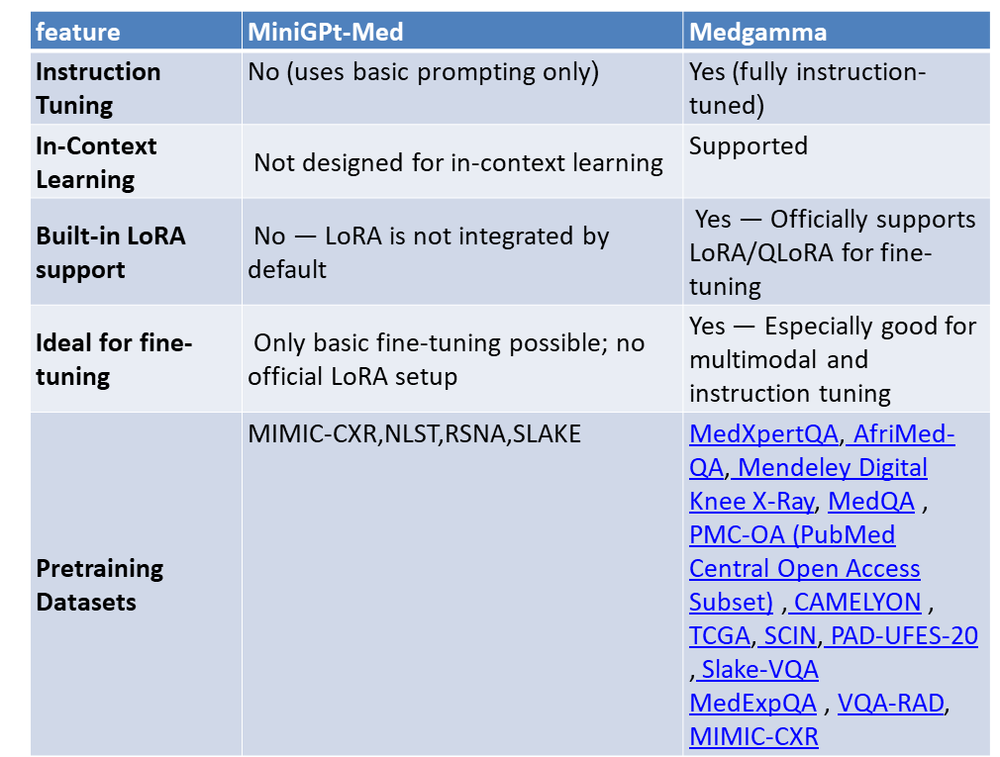 feature
MiniGPt-Med
Medgamma
Instruction
Tuning
No (uses basic prompting only)
Yes (fully instruction-
tuned)
In-Context
Learning
Not designed for in-context learning
Supported
Built-in LoRA
support
No — LoRA is not integrated by
default
Yes — Officially supports
LoRA/QLoRA for fine-
tuning
Ideal for fine-
tuning
Only basic fine-tuning possible; no
official LoRA setup
Yes — Especially good for
multimodal and
instruction tuning
Pretraining
Datasets
MIMIC-CXR,NLST,RSNA,SLAKE
MedXpertQA, AfriMed-
QA, Mendeley Digital
Knee X-Ray, MedQA ,
PMC-OA (PubMed
Central Open Access
Subset) , CAMELYON ,
TCGA, SCIN, PAD-UFES-20
, Slake-VQA
MedExpQA , VQA-RAD,
MIMIC-CXR